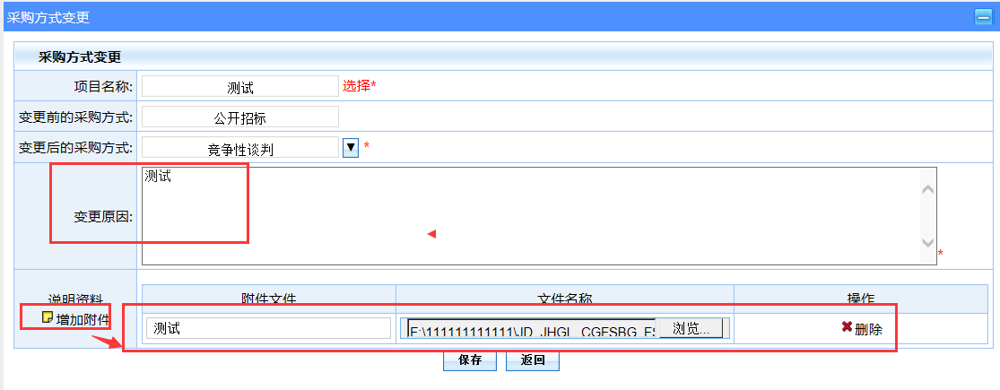 采购方式变更
采购方式变更
项目名称: 测试 选择*
变更前的采购方式: 公开招标
变更后的采购方式: 竞争性谈判 ▼ *
测试
变更原因:
*
说明资料
增加附件
附件文件 文件名称 操作
测试 F:\111111111111\JD_JHGL_CGFSBG_FS 浏览... 删除
保存 返回